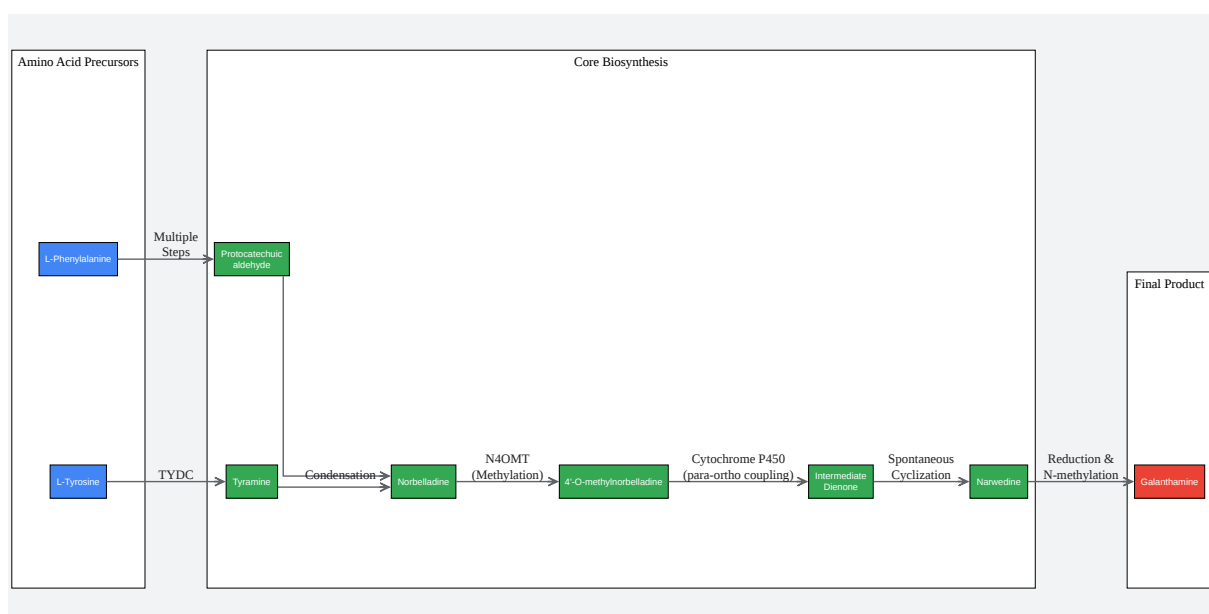 Amino Acid Precursors
Core Biosynthesis
Multiple
Steps
L-Phenylalanine
Protocatechuic
aldehyde
Final Product
L-Tyrosine
TYDC
Tyramine
Condensation
Norbelladine
N4OMT
(Methylation)
4'-O-methylnorbelladine
Cytochrome P450
(para-ortho coupling)
Intermediate
Dienone
Spontaneous
Cyclization
Narwedine
Reduction &
N-methylation
Galanthamine